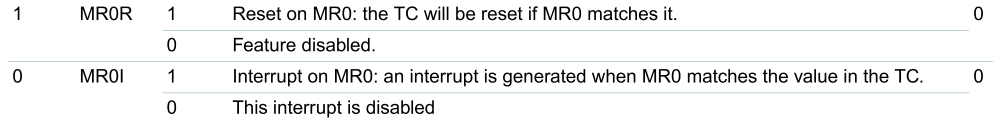 1 MR0R 1 Reset on MR0: the TC will be reset if MR0 matches it. 0
0 Feature disabled.
0 MR0I 1 Interrupt on MR0: an interrupt is generated when MR0 matches the value in the TC. 0
0 This interrupt is disabled